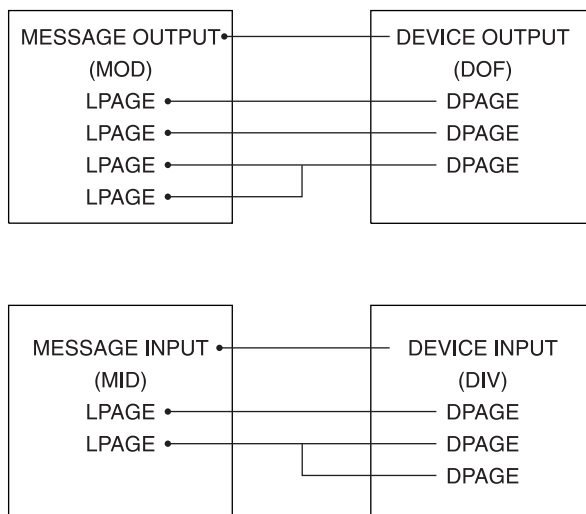 MESSAGE OUTPUT
(MOD)
LPAGE
LPAGE
LPAGE
LPAGE
DEVICE OUTPUT
(DOF)
DPAGE
DPAGE
DPAGE
MESSAGE INPUT
(MID)
LPAGE
LPAGE
DEVICE INPUT
(DIV)
DPAGE
DPAGE
DPAGE